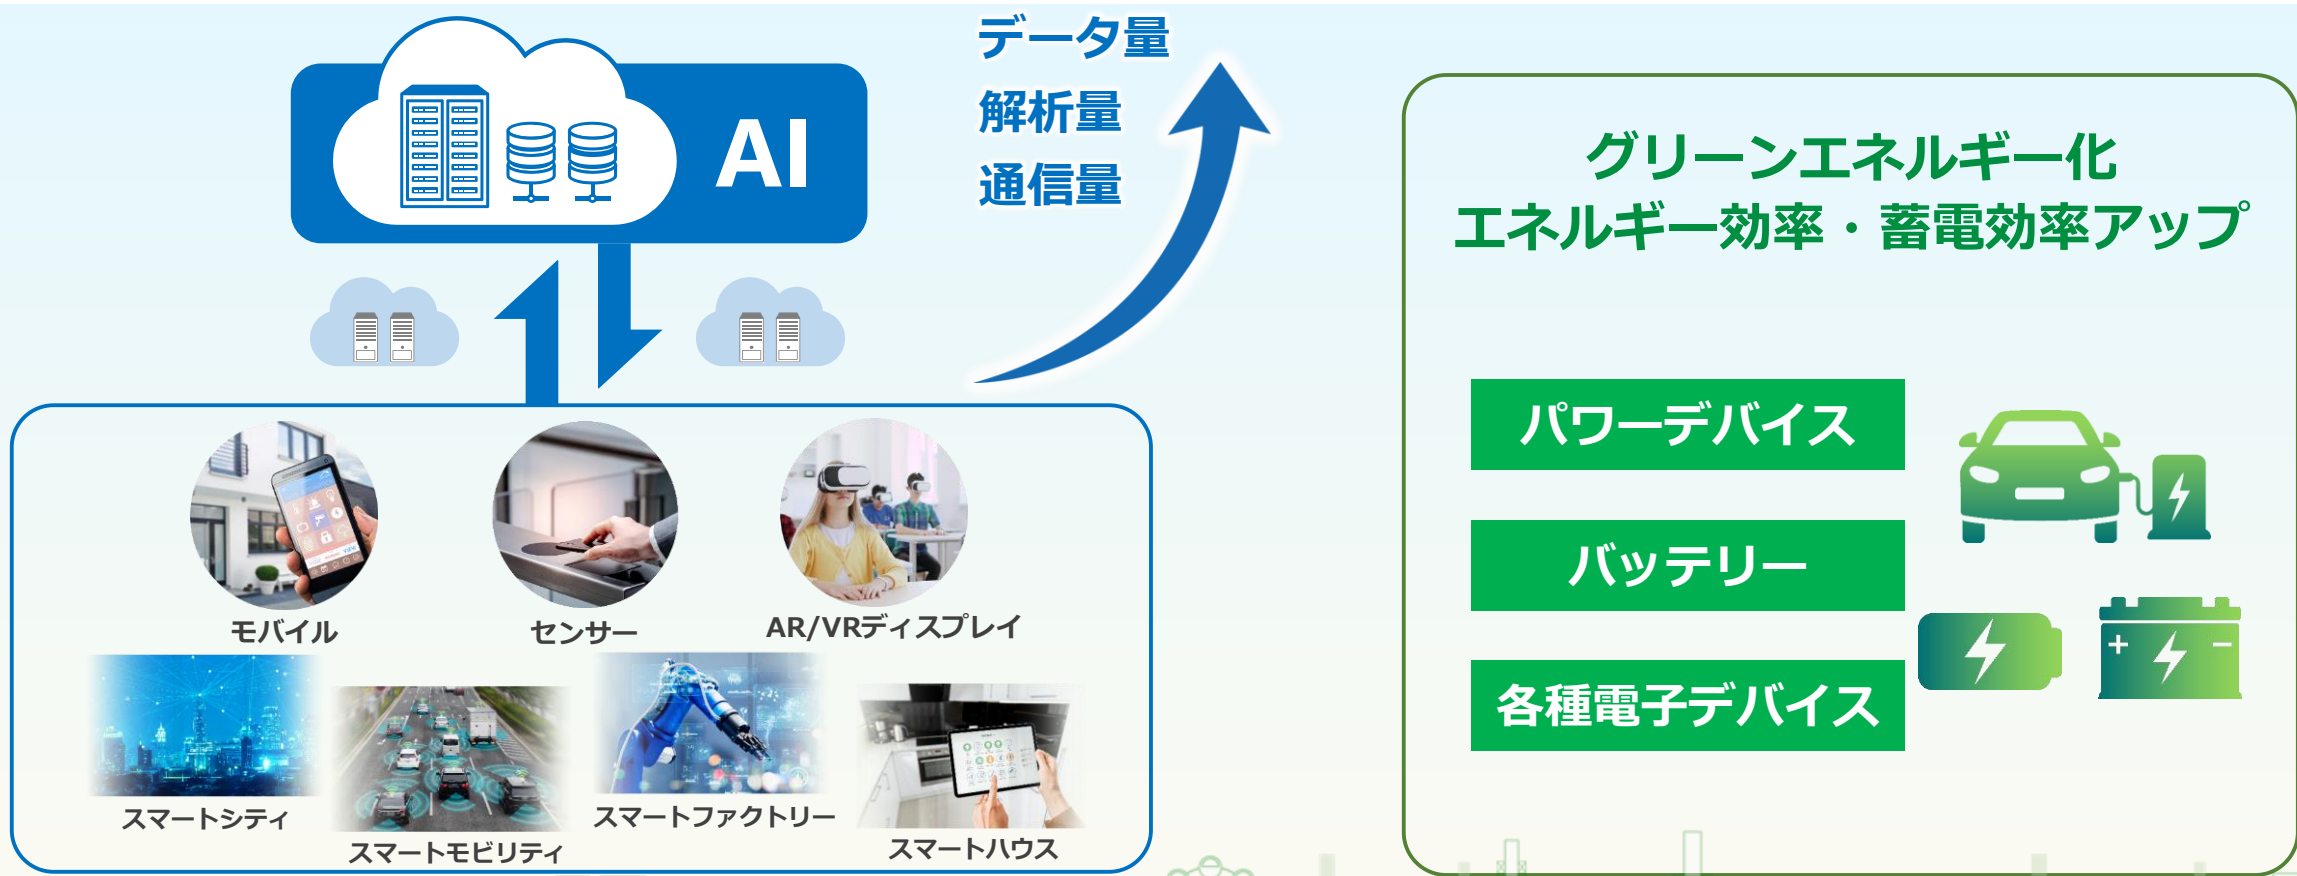 AI
データ量
解析量
通信量
モバイル
センサー
AR/VRディスプレイ
スマートシティ
スマートモビリティ
スマートファクトリー
スマートハウス
グリーンエネルギー化
エネルギー効率・蓄電効率アップ
パワーデバイス
バッテリー
各種電子デバイス